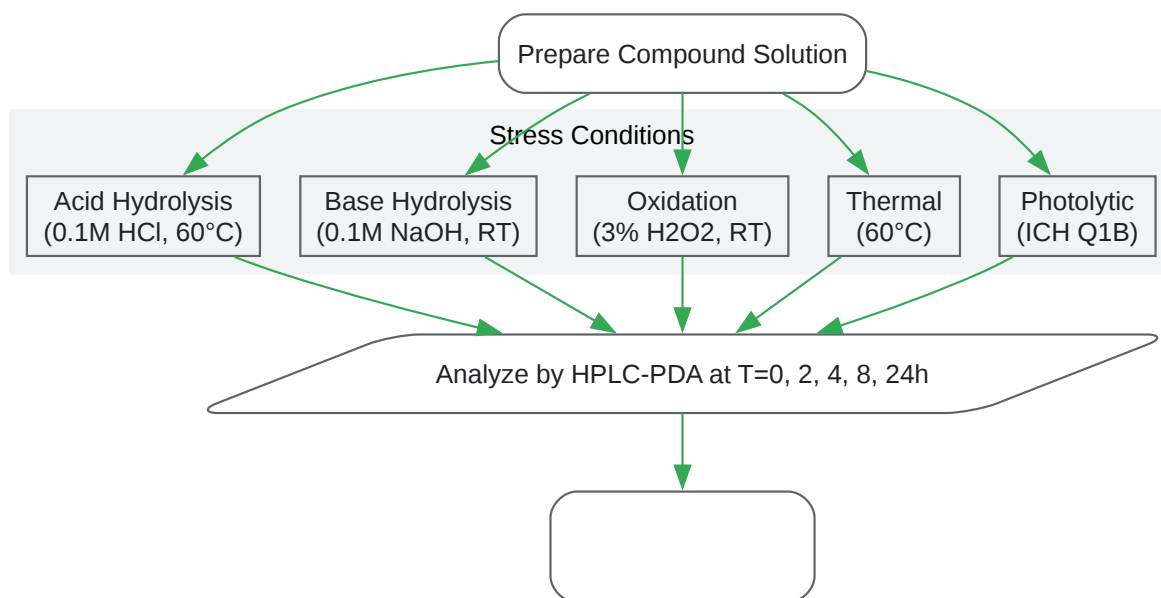 Prepare Compound Solution
Stress Conditions
Acid Hydrolysis
(0.1M HCl, 60°C)
Base Hydrolysis
(0.1M NaOH, RT)
Oxidation
(3% H2O2, RT)
Thermal
(60°C)
Photolytic
(ICH Q1B)
Analyze by HPLC-PDA at T=0, 2, 4, 8, 24h